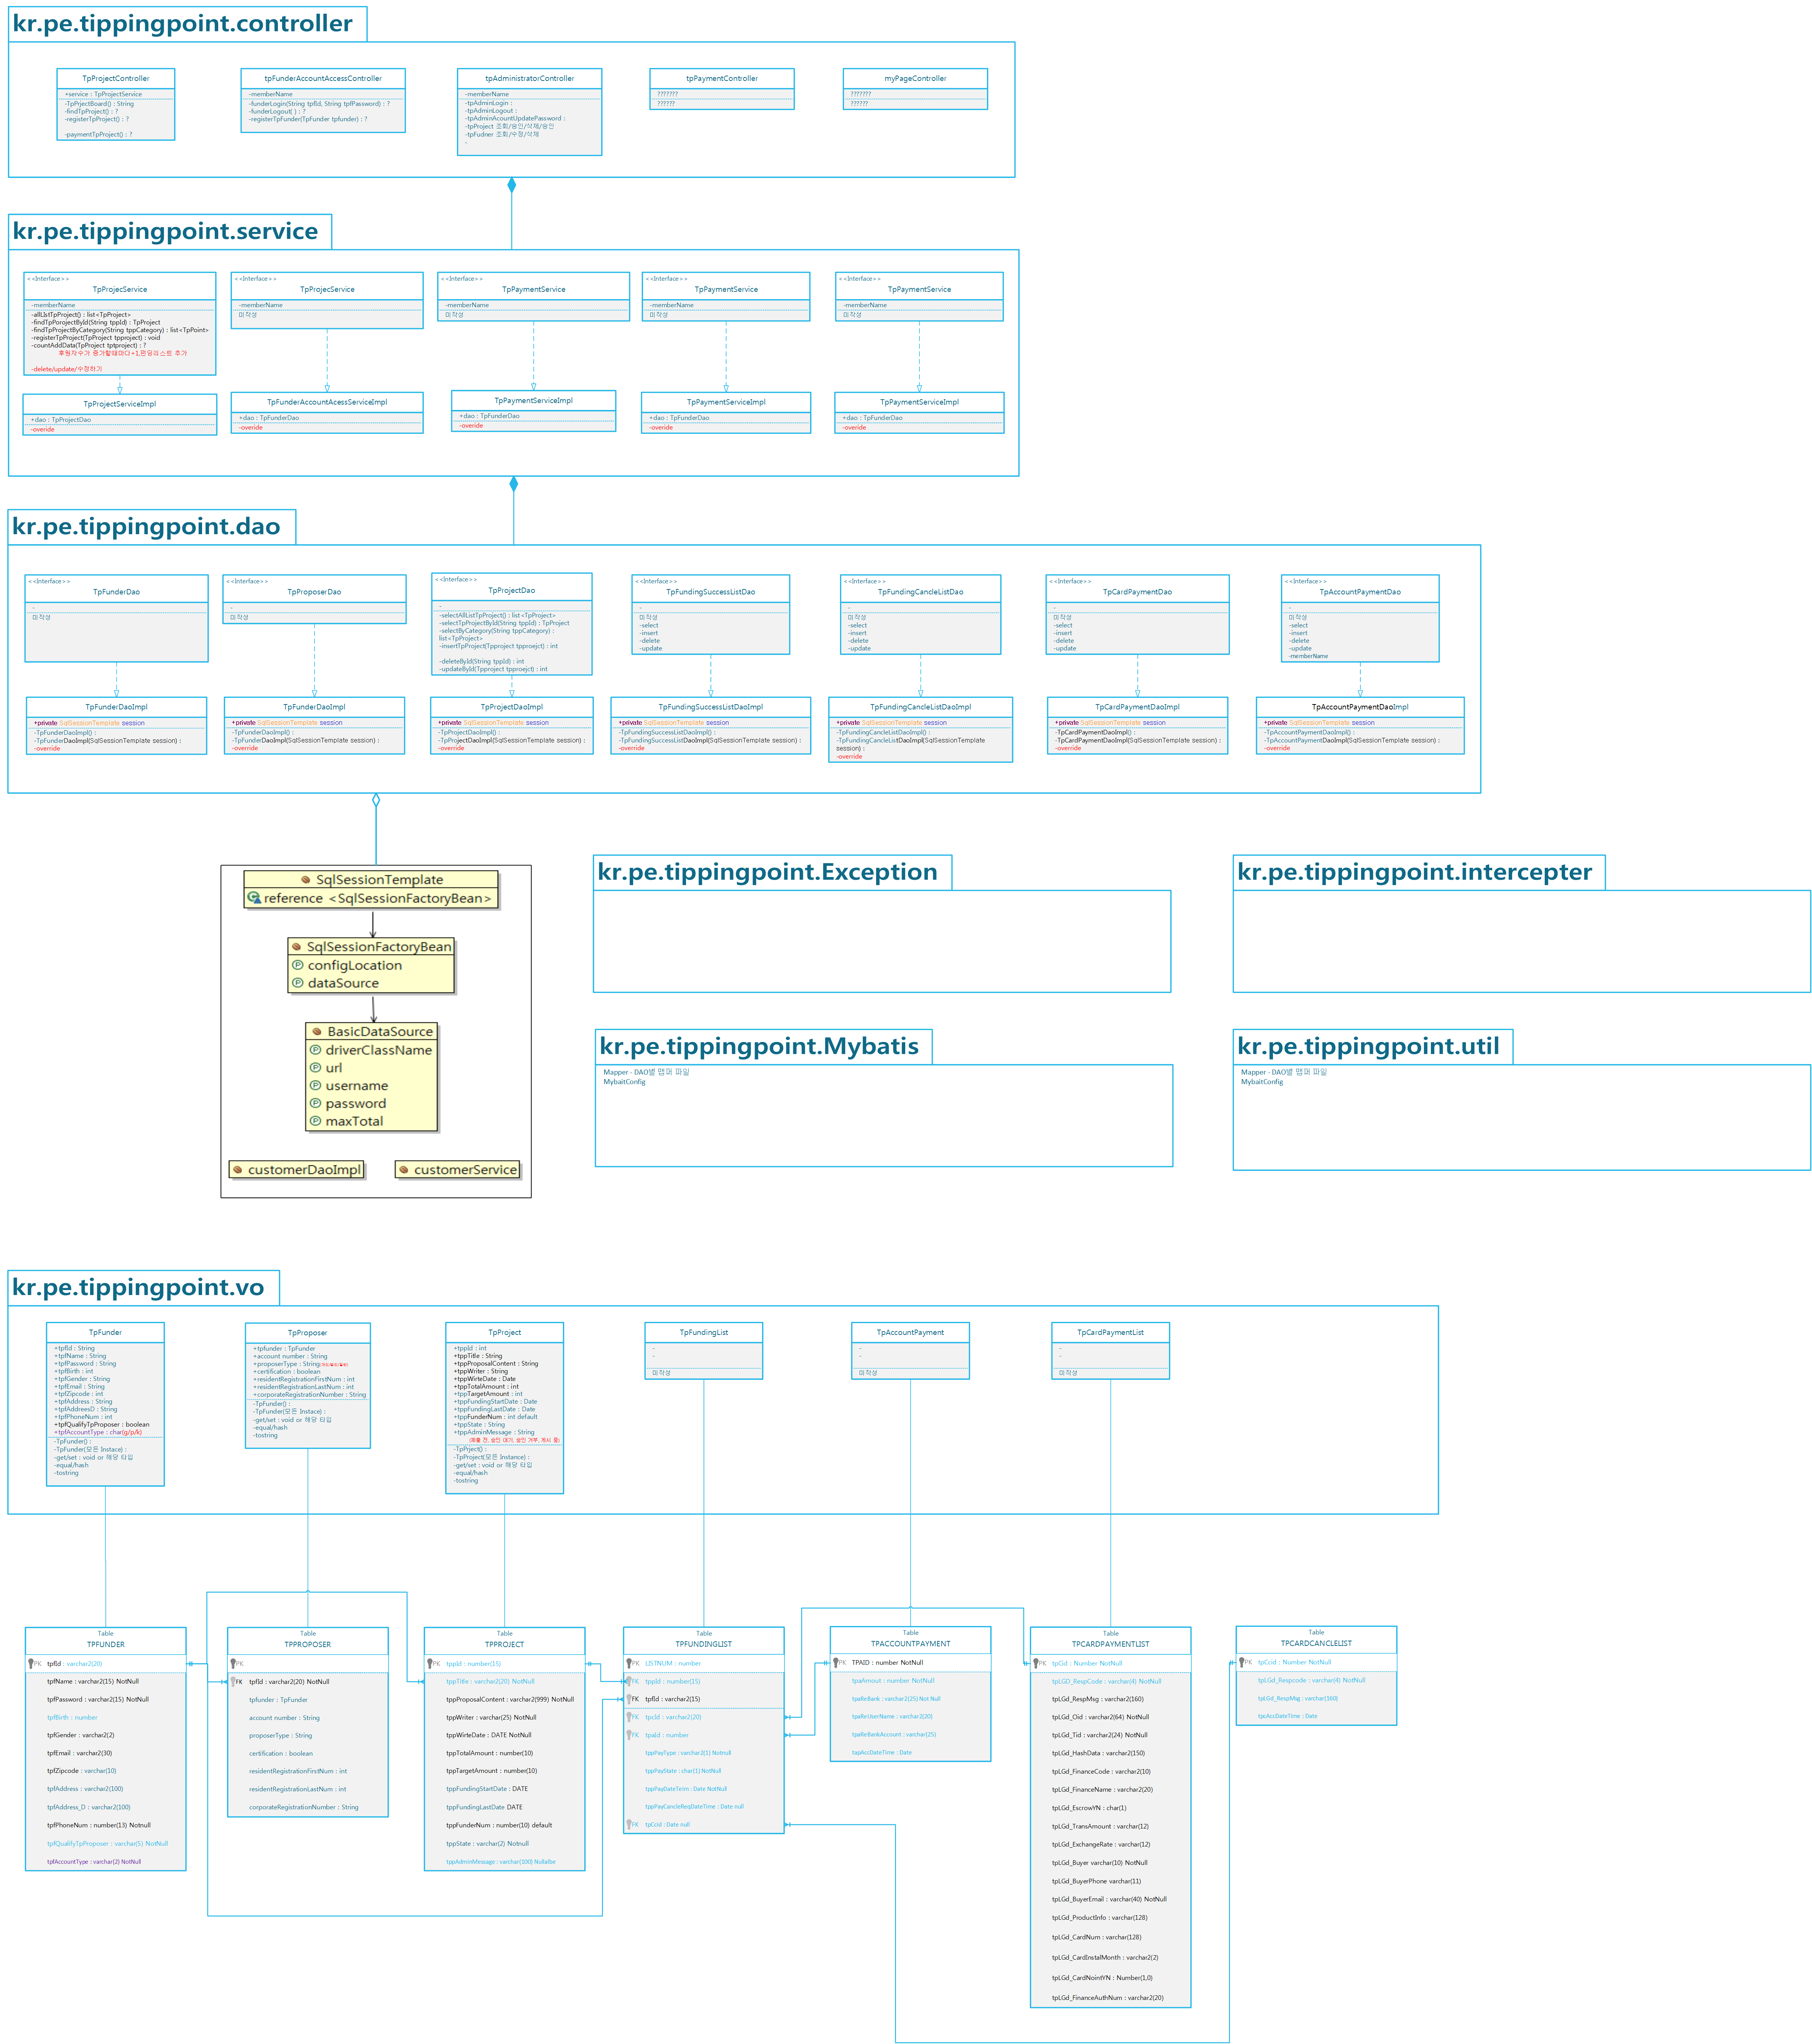 kr.pe.tippingpoint.controller
TpProjectController
+service : TpProjectService
-TpPrjectBoard() : String
-findTpProject() : ?
-registerTpProject() : ?
-paymentTpProject() : ?
tpFunderAccountAccessController
-memberName
-funderLogin(String tpfId, String tpfPassword) : ?
-funderLogout( ) : ?
-registerTpFunder(TpFunder tpfunder) : ?
tpAdministratorController
-memberName
-tpAdminLogin :
-tpAdminLogout :
-tpAdminAcountUpdatePassword :
-tpProject 조회/승인/삭제/승인
-tpFudner 조회/수정/삭제
-
tpPaymentController
???????
??????
myPageController
???????
??????
kr.pe.tippingpoint.service
<<Interface>>
TpProjecService
-memberName
-allListTpProject() : list<TpProject>
-findTpPorojectById(String tppId) : TpProject
-findTpProjectByCategory(String tppCategory) : list<TpPoint>
-registerTpProject(TpProject tpproject) : void
-countAddData(TpProject tptproject) : ?
후원자수가 증가할때마다+1,펀딩리스트 추가
-delete/update/수정하기
TpProjectServiceImpl
+dao : TpProjectDao
-overide
<<Interface>>
TpProjecService
-memberName
미작성
TpFunderAccountAcessServiceImpl
+dao : TpFunderDao
-overide
<<Interface>>
TpPaymentService
-memberName
미작성
TpPaymentServiceImpl
+dao : TpFunderDao
-overide
<<Interface>>
TpPaymentService
-memberName
미작성
TpPaymentServiceImpl
+dao : TpFunderDao
-overide
<<Interface>>
TpPaymentService
-memberName
미작성
TpPaymentServiceImpl
+dao : TpFunderDao
-overide
kr.pe.tippingpoint.dao
<<Interface>>
TpFunderDao
-
미작성
<<Interface>>
TpProposerDao
-
미작성
<<Interface>>
TpProjectDao
-
-selectAllListTpProject() : list<TpProject>
-selectTpProjectById(String tppId) : TpProject
-selectByCategory(String tppCategory) :
list<TpProject>
-insertTpProject(Tpproject tpproejct) : int
-deleteById(String tppId) : int
-updateById(Tpproject tpproejct) : int
<<Interface>>
TpFundingSuccessListDao
-
미작성
-select
-insert
-delete
-update
<<Interface>>
TpFundingCancleListDao
-
미작성
-select
-insert
-delete
-update
<<Interface>>
TpCardPaymentDao
-
미작성
-select
-insert
-delete
-update
<<Interface>>
TpAccountPaymentDao
-
미작성
-select
-insert
-delete
-update
-memberName
TpFunderDaoImpl
+private SqlSessionTemplate session
-TpFunderDaoImpl() :
-TpFunderDaoImpl(SqlSessionTemplate session) :
-override
TpFunderDaoImpl
+private SqlSessionTemplate session
-TpFunderDaoImpl() :
-TpFunderDaoImpl(SqlSessionTemplate session) :
-override
TpProjectDaoImpl
+private SqlSessionTemplate session
-TpProjectDaoImpl() :
-TpProjectDaoImpl(SqlSessionTemplate session) :
-override
TpFundingSuccessListDaoImpl
+private SqlSessionTemplate session
-TpFundingSuccessListDaoImpl() :
-TpFundingSuccessListDaoImpl(SqlSessionTemplate session) :
-override
TpFundingCancleListDaoImpl
+private SqlSessionTemplate session
-TpFundingCancleListDaoImpl() :
-TpFundingCancleListDaoImpl(SqlSessionTemplate
session) :
-override
TpCardPaymentDaoImpl
+private SqlSessionTemplate session
-TpCardPaymentDaoImpl() :
-TpCardPaymentDaoImpl(SqlSessionTemplate session) :
-override
TpAccountPaymentDaoImpl
+private SqlSessionTemplate session
-TpAccountPaymentDaoImpl() :
-TpAccountPaymentDaoImpl(SqlSessionTemplate session) :
-override
SqlSessionTemplate
reference <SqlSessionFactoryBean>
SqlSessionFactoryBean
configLocation
dataSource
BasicDataSource
driverClassName
url
username
password
maxTotal
customerDaoImpl
customerService
kr.pe.tippingpoint.Exception
kr.pe.tippingpoint.intercepter
kr.pe.tippingpoint.Mybatis
Mapper - DAO별 맵퍼 파일
MybaitConfig
kr.pe.tippingpoint.util
Mapper - DAO별 맵퍼 파일
MybaitConfig
kr.pe.tippingpoint.vo
TpFunder
+tpfId : String
+tpfName : String
+tpfPassword : String
+tpfBirth : int
+tpfGender : String
+tpfEmail : String
+tpfZipcode : int
+tpfAddress : String
+tpfAddreesD : String
+tpfPhoneNum : int
+tpfQualifyTpProposer : boolean
+tpfAccountType : char(g/p/k)
-TpFunder() :
-TpFunder(모든 Instace) :
-get/set : void or 해당 타입
-equal/hash
-tostring
TpProposer
+tpfunder : TpFunder
+account number : String
+proposerType : String
+certification : boolean
+residentRegistrationFirstNum : int
+residentRegistrationLastNum : int
+corporateRegistrationNumber : String
-TpFunder() :
-TpFunder(모든 Instace) :
-get/set : void or 해당 타입
-equal/hash
-tostring
TpProject
+tppId : int
+tppTitle : String
+tppProposalContent : String
+tppWriter : String
+tppWirteDate : Date
+tppTotalAmount : int
+tppTargetAmount : int
+tppFundingStartDate : Date
+tppFundingLastDate : Date
+tppFunderNum : int default
+tppState : String
+tppAdminMessage : String
(제출 전, 승인 대기, 승인 거부, 게시 중)
-TpPrject() :
-TpProject(모든 Instance) :
-get/set : void or 해당 타입
-equal/hash
-tostring
TpFundingList
-
-
미작성
TpAccountPayment
-
-
미작성
TpCardPaymentList
-
-
미작성
Table
TPFUNDER
PK tpfId : varchar2(20)
tpfName : varchar2(15) NotNull
tpfPassword : varchar2(15) NotNull
tpfBirth : number
tpfGender : varchar2(2)
tpfEmail : varchar2(30)
tpfZipcode : varchar(10)
tpfAddress : varchar2(100)
tpfAddress_D : varchar2(100)
tpfPhoneNum : number(13) Notnull
tpfQualifyTpProposer : varchar(5) NotNull
tpfAccountType : varchar(2) NotNull
Table
TPPROPOSER
PK
FK tpfId : varchar2(20) NotNull
tpfunder : TpFunder
account number : String
proposerType : String
certification : boolean
residentRegistrationFirstNum : int
residentRegistrationLastNum : int
corporateRegistrationNumber : String
Table
TPPROJECT
PK tppId : number(15)
tppTitle : varchar2(20) NotNull
tppProposalContent : varchar2(999) NotNull
tppWriter : varchar(25) NotNull
tppWirteDate : DATE NotNull
tppTotalAmount : number(10)
tppTargetAmount : number(10)
tppFundingStartDate : DATE
tppFundingLastDate DATE
tppFunderNum : number(10) default
tppState : varchar(2) Notnull
tppAdminMessage : varchar(100) Nullalbe
Table
TPFUNDINGLIST
PK LISTNUM : number
FK tppId : number(15)
FK tpfId : varchar2(15)
FK tpcId : varchar2(20)
FK tpaId : number
tppPayType : varchar2(1) Notnull
tppPayState : char(1) NotNull
tppPayDateTeim : Date NotNull
tppPayCancleReqDateTime : Date null
FK tpCcId : Date null
Table
TPACCOUNTPAYMENT
PK TPAID : number NotNull
tpaAmout : number NotNull
tpaReBank : varchar2(25) Not Null
tpaReUserName : varchar2(20)
tpaReBankAccount : varchar(25)
tapAccDateTime : Date
Table
TPCARDPAYMENTLIST
PK tpCid : Number NotNull
tpLGD_RespCode : varchar(4) NotNull
tpLGd_RespMsg : varchar2(160)
tpLGd_Oid : varchar2(64) NotNull
tpLGd_Tid : varchar2(24) NotNull
tpLGd_HashData : varchar2(150)
tpLGd_FinanceCode : varchar2(10)
tpLGd_FinanceName : varchar2(20)
tpLGd_EscrowYN : char(1)
tpLGd_TransAmount : varchar(12)
tpLGd_ExchangeRate : varchar(12)
tpLGd_Buyer varchar(10) NotNull
tpLGd_BuyerPhone varchar(11)
tpLGd_BuyerEmail : varchar(40) NotNull
tpLGd_ProductInfo : varchar(128)
tpLGd_CardNum : varchar(128)
tpLGd_CardInstalMonth : varchar2(2)
tpLGd_CardNointYN : Number(1,0)
tpLGd_FinanceAuthNum : varchar2(20)
Table
TPCARDCANCLELIST
PK tpCcid : Number NotNull
tpLGd_Respcode : varchar(4) NotNull
tpLGd_RespMsg : varchar(160)
tpcAccDateTime : Date